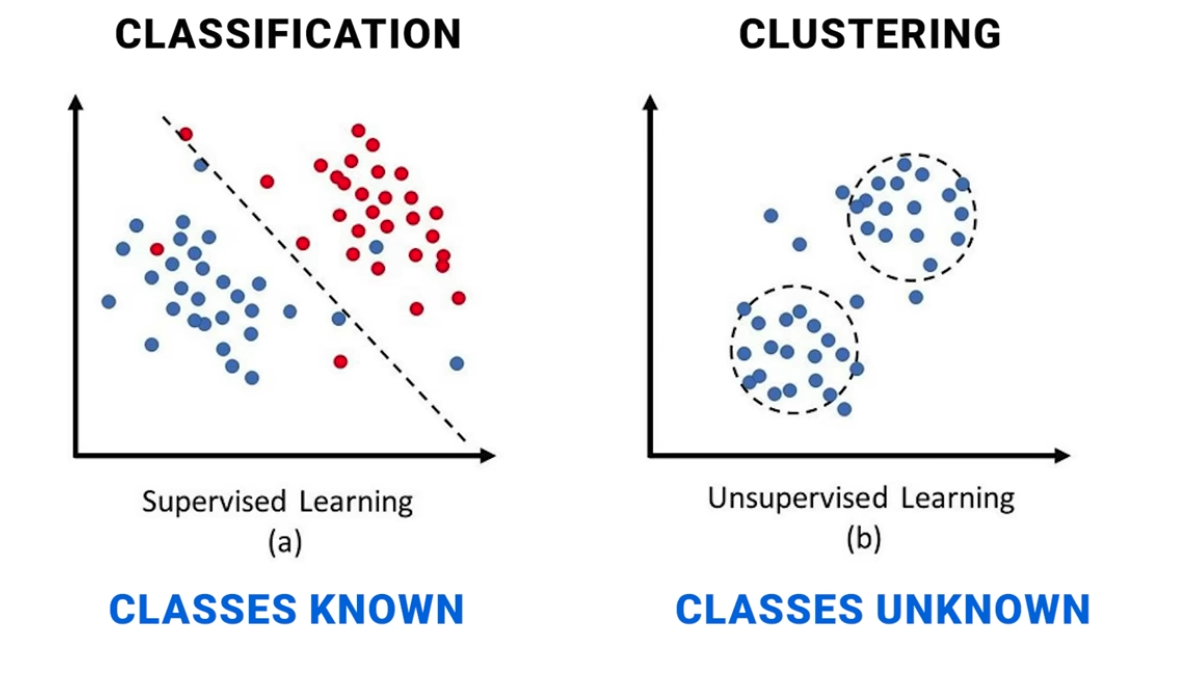 CLASSIFICATION
Supervised Learning
(a)
CLASSES KNOWN
CLUSTERING
Unsupervised Learning
(b)
CLASSES UNKNOWN